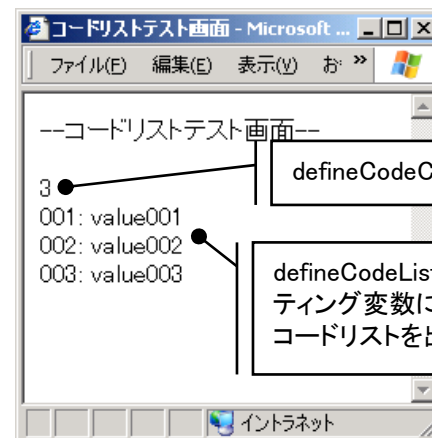 コードリストテスト画面 - Microsoft ...
ファイル(F) 編集(E) 表示(V) お »
--コードリストテスト画面--
defineCodeC
3
001: value001
002: value002
003: value003
defineCodeList
ティング変数に
コードリストを出
イントラネット